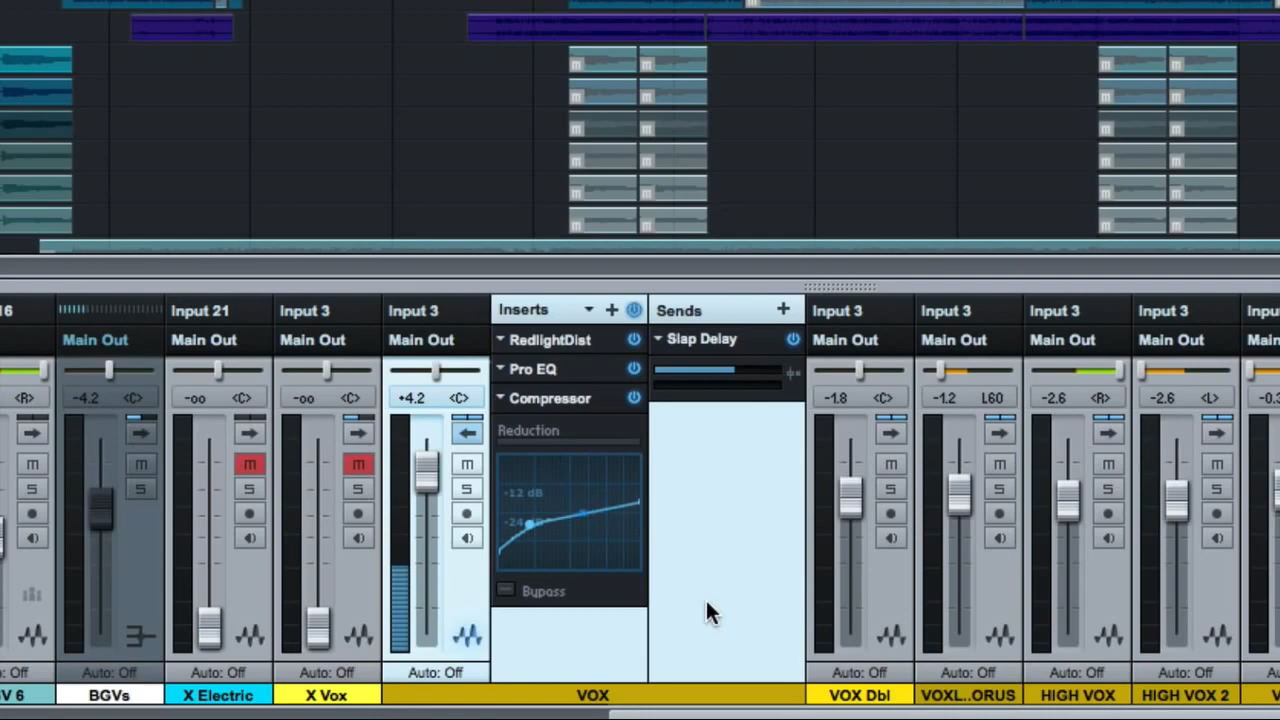 m m m m
m m m m
m m m m
m m m m
m m m m
m m m m
16 Input 21 Input 3 Input 3 Inserts Sends Input 3 Input 3 Input 3 Input 3
Main Out Main Out Main Out Main Out RedlightDist Slap Delay Main Out Main Out Main Out Main Out Main
Pro EQ
<R> -4.2 <C> -oo <C> -oo <C> +4.2 <C> Compressor -1.8 <C> -1.2 L60 -2.6 <R> -2.6 <L> -0.3
Reduction
M M M M M M M M M M
S S S S S S S S S S
-12 dB
-24 dB
Bypass
: Off Auto: Off Auto: Off Auto: Off Auto: Off Auto: Off Auto: Off Auto: Off Auto: Off
V 6 BGVs X Electric X Vox VOX VOX Dbl VOXL...ORUS HIGH VOX HIGH VOX 2